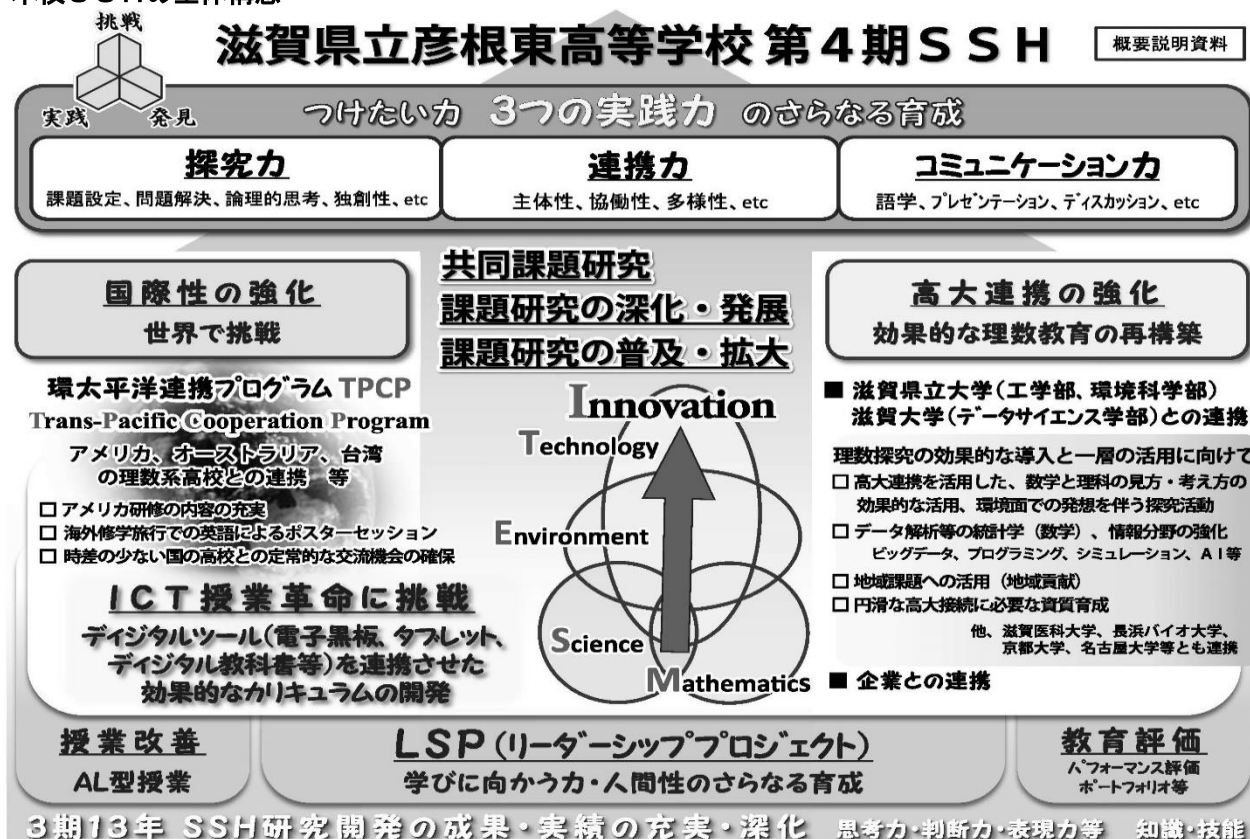 挑戦
実践
発見
滋賀県立彦根東高等学校 第4期SSH
概要説明資料
つけたい力 3つの実践力 のさらなる育成
探究力
課題設定、問題解決、論理的思考、独創性、etc
連携力
主体性、協働性、多様性、etc
コミュニケーション力
語学、プレゼンテーション、ディスカッション、etc
国際性の強化
世界で挑戦
環太平洋連携プログラム TPCP
Trans-Pacific Cooperation Program
アメリカ、オーストラリア、台湾
の理数系高校との連携 等
□ アメリカ研修の内容の充実
□ 海外修学旅行での英語によるポスターセッション
□ 時差の少ない国の高校との定常的な交流機会の確保
ICT授業革命に挑戦
ディジタルツール(電子黒板、タブレット、
ディジタル教科書等)を連携させた
効果的なカリキュラムの開発
共同課題研究
課題研究の深化・発展
課題研究の普及・拡大
Innovation
Technology
Environment
Science
Mathematics
高大連携の強化
効果的な理数教育の再構築
■ 滋賀県立大学(工学部、環境科学部)
滋賀大学(データサイエンス学部)との連携
理数探究の効果的な導入と一層の活用に向けて
□ 高大連携を活用した、数学と理科の見方・考え方の
効果的な活用、環境面での発想を伴う探究活動
□ データ解析等の統計学(数学)、情報分野の強化
ビッグデータ、プログラミング、シミュレーション、AI等
□ 地域課題への活用(地域貢献)
□ 円滑な高大接続に必要な資質育成
他、滋賀医科大学、長浜バイオ大学、
京都大学、名古屋大学等とも連携
■ 企業との連携
授業改善
AL型授業
LSP(リーダーシッププロジェクト)
学びに向かう力・人間性のさらなる育成
教育評価
パフォーマンス評価
ポートフォリオ等
3期13年 SSH研究開発の成果・実績の充実・深化 思考力・判断力・表現力等 知識・技能